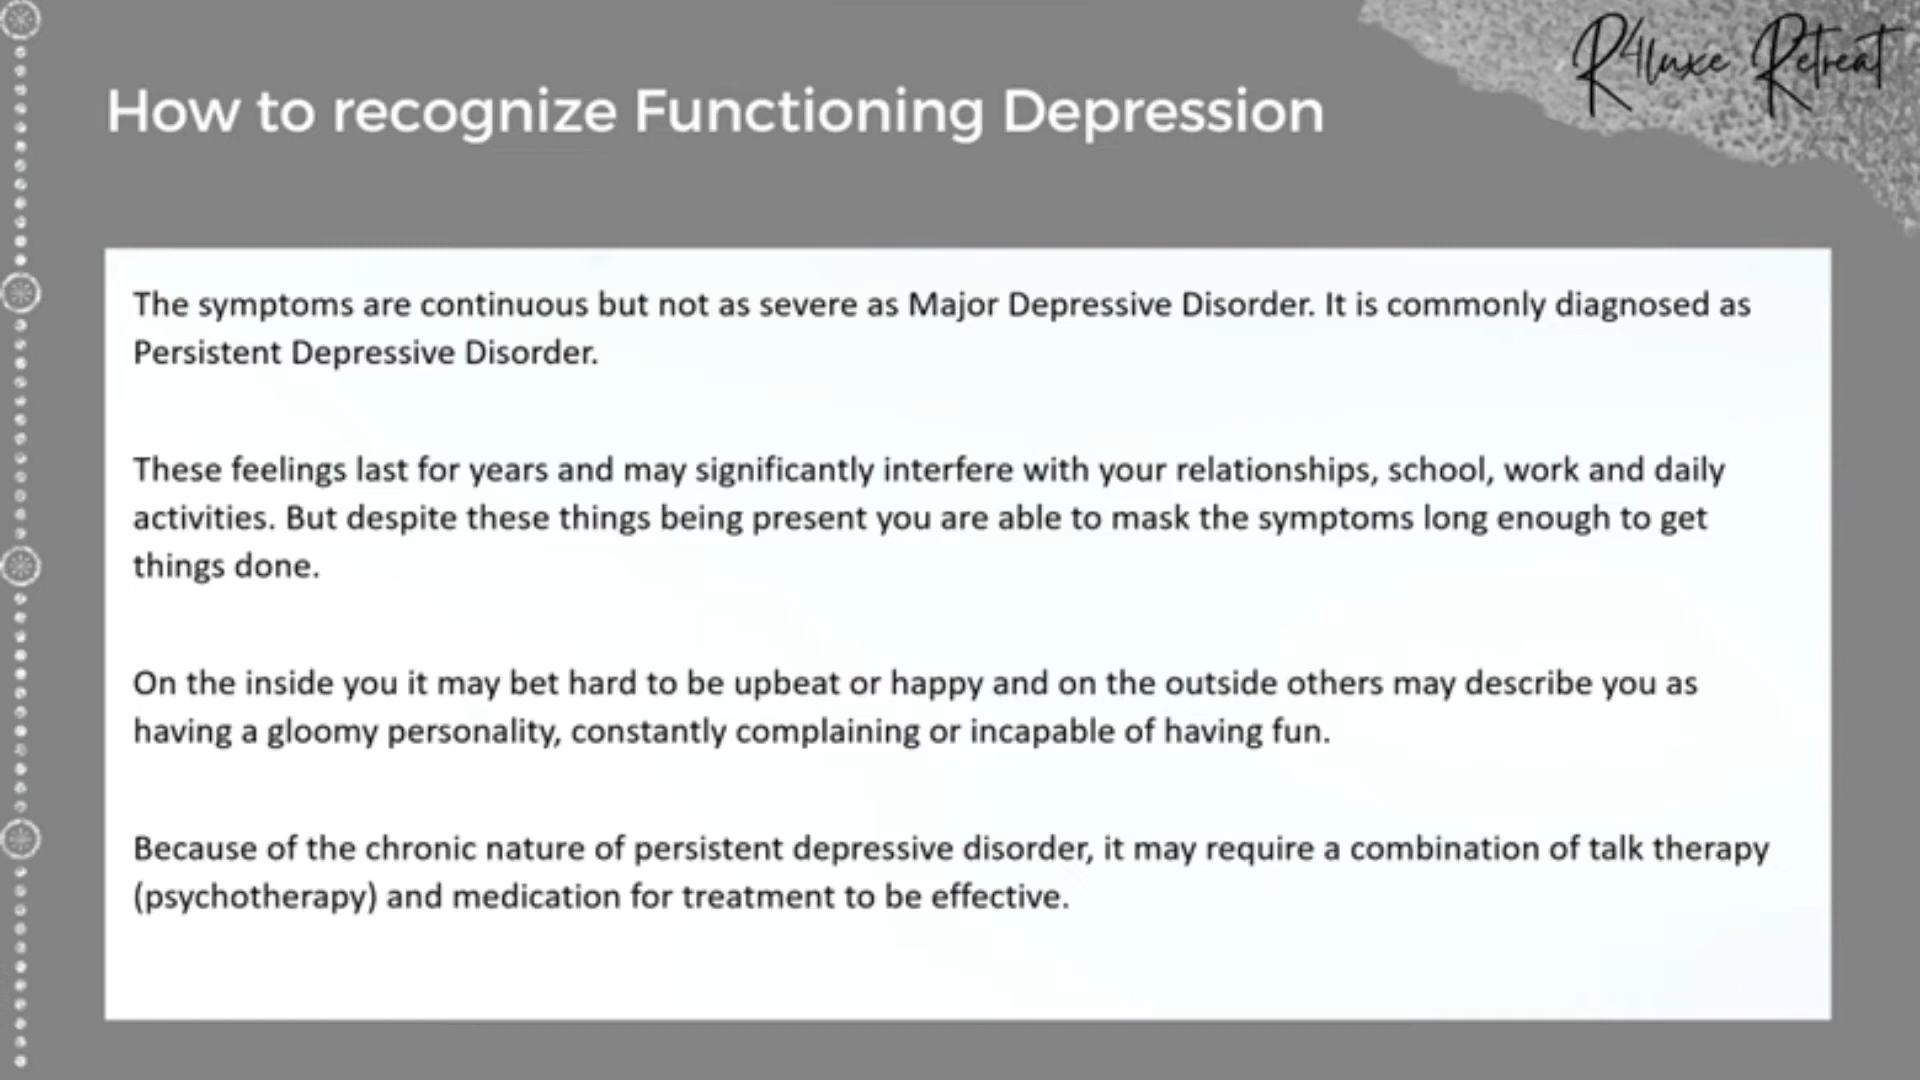 R4luxe Retreat
How to recognize Functioning Depression
The symptoms are continuous but not as severe as Major Depressive Disorder. It is commonly diagnosed as
Persistent Depressive Disorder.
These feelings last for years and may significantly interfere with your relationships, school, work and daily
activities. But despite these things being present you are able to mask the symptoms long enough to get
things done.
On the inside you it may bet hard to be upbeat or happy and on the outside others may describe you as
having a gloomy personality, constantly complaining or incapable of having fun.
Because of the chronic nature of persistent depressive disorder, it may require a combination of talk therapy
(psychotherapy) and medication for treatment to be effective.